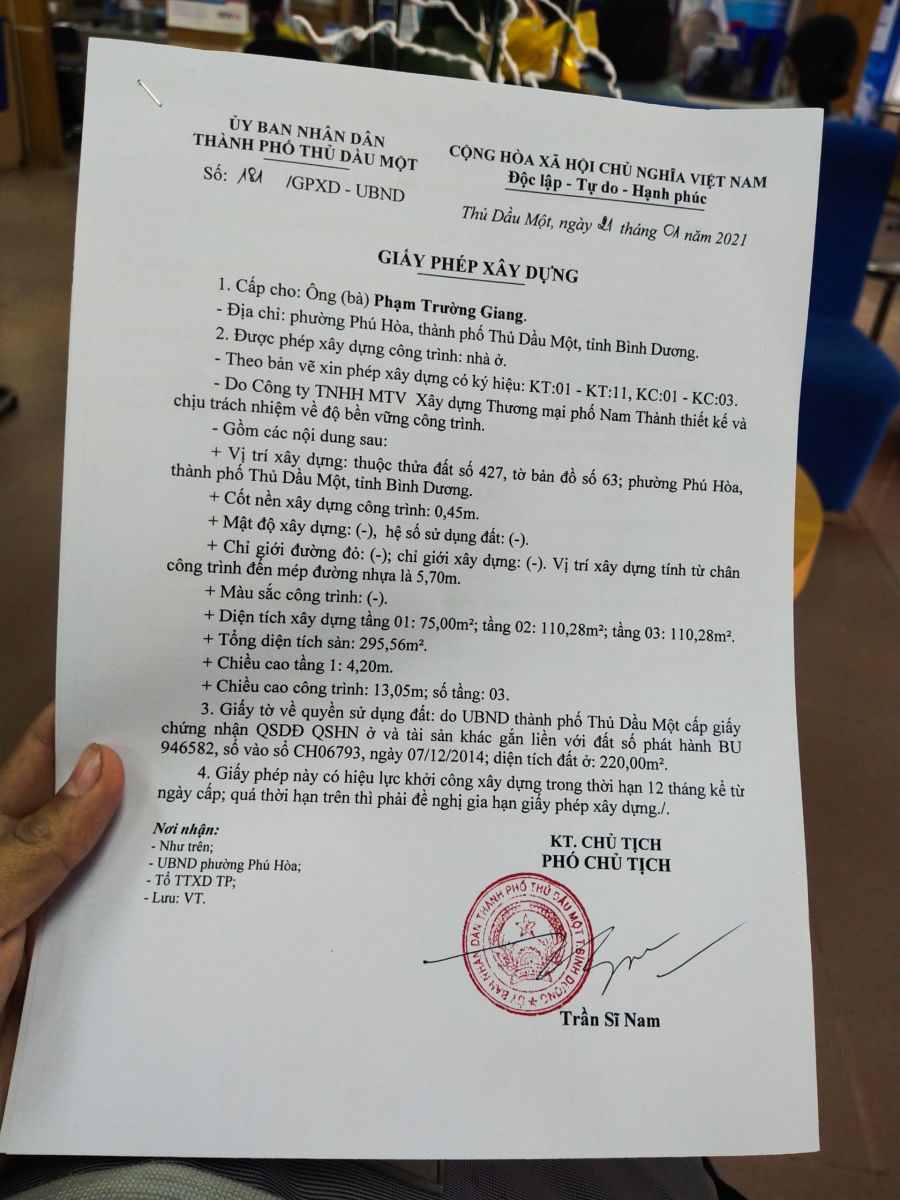 ỦY BAN NHÂN DÂN
THÀNH PHỐ THỦ DẦU MỘT
Số: 181 /GPXD - UBND
CỘNG HÒA XÃ HỘI CHỦ NGHĨA VIỆT NAM
Độc lập - Tự do - Hạnh phúc
Thủ Dầu Một, ngày 21 tháng 01 năm 2021
GIẤY PHÉP XÂY DỰNG
1. Cấp cho: Ông (bà) Phạm Trường Giang.
- Địa chỉ: phường Phú Hòa, thành phố Thủ Dầu Một, tỉnh Bình Dương.
2. Được phép xây dựng công trình: nhà ở.
- Theo bản vẽ xin phép xây dựng có ký hiệu: KT:01 - KT:11, KC:01 - KC:03.
- Do Công ty TNHH MTV Xây dựng Thương mại phố Nam Thành thiết kế và
chịu trách nhiệm về độ bền vững công trình.
- Gồm các nội dung sau:
+ Vị trí xây dựng: thuộc thửa đất số 427, tờ bản đồ số 63; phường Phú Hòa,
thành phố Thủ Dầu Một, tỉnh Bình Dương.
+ Cốt nền xây dựng công trình: 0,45m.
+ Mật độ xây dựng: (-), hệ số sử dụng đất: (-).
+ Chỉ giới đường đỏ: (-); chỉ giới xây dựng: (-). Vị trí xây dựng tính từ chân
công trình đến mép đường nhựa là 5,70m.
+ Màu sắc công trình: (-).
+ Diện tích xây dựng tầng 01: 75,00m²; tầng 02: 110,28m²; tầng 03: 110,28m².
+ Tổng diện tích sàn: 295,56m².
+ Chiều cao tầng 1: 4,20m.
+ Chiều cao công trình: 13,05m; số tầng: 03.
3. Giấy tờ về quyền sử dụng đất: do UBND thành phố Thủ Dầu Một cấp giấy
chứng nhận QSDĐ QSHN ở và tài sản khác gắn liền với đất số phát hành BU
946582, số vào sổ CH06793, ngày 07/12/2014; diện tích đất ở: 220,00m².
4. Giấy phép này có hiệu lực khởi công xây dựng trong thời hạn 12 tháng kể từ
ngày cấp; quá thời hạn trên thì phải đề nghị gia hạn giấy phép xây dựng./.
Nơi nhận:
- Như trên;
- UBND phường Phú Hòa;
- Tổ TTXD TP;
- Lưu: VT.
KT. CHỦ TỊCH
PHÓ CHỦ TỊCH
ỦY BAN NHÂN DÂN THÀNH PHỐ THỦ DẦU MỘT T.BÌNH DƯƠNG
Trần Sĩ Nam